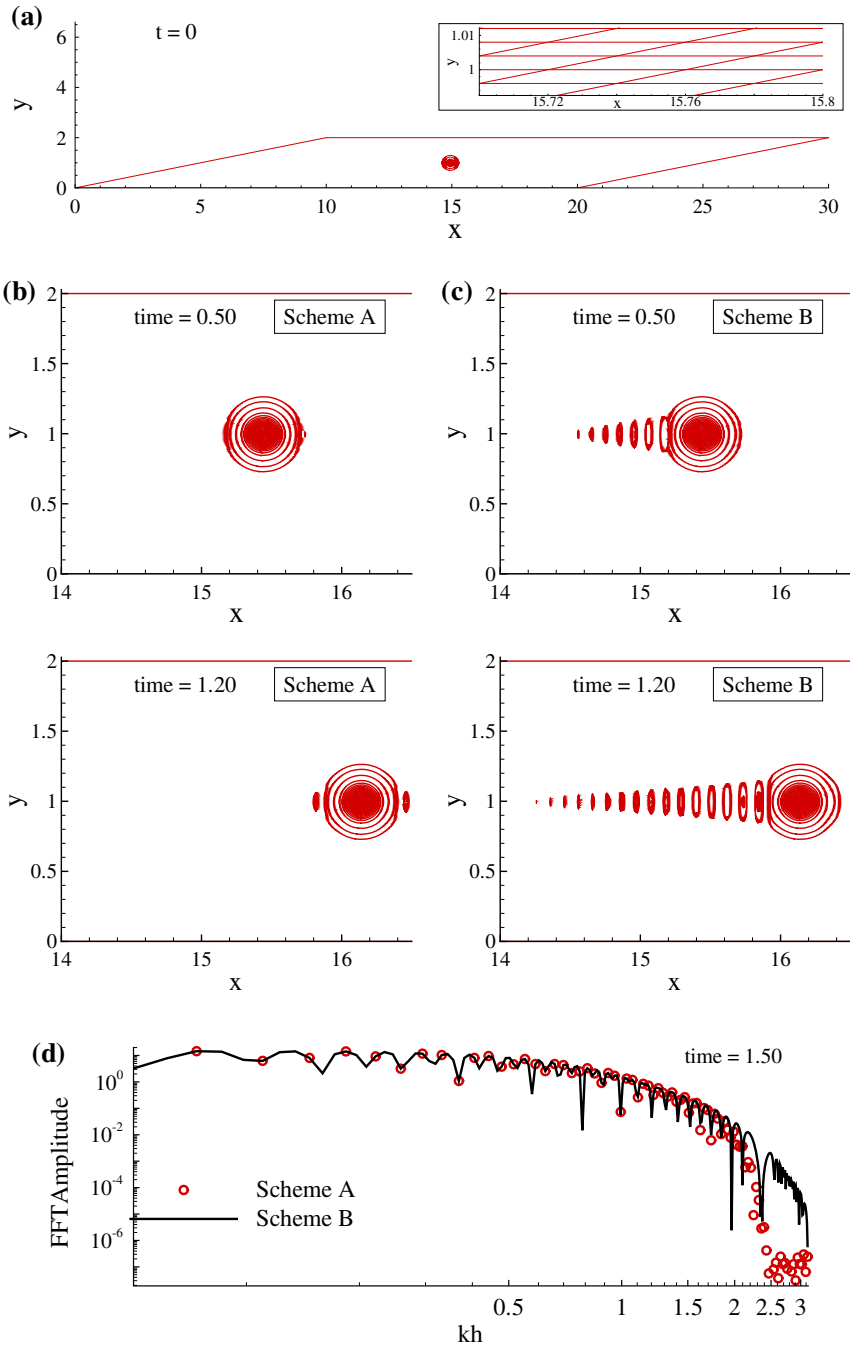 (a)
t = 0
y
6
4
2
0
0 5 10 15 20 25 30
x
1.01
y
1
15.72 x 15.76 15.8
(b)
2
time = 0.50 Scheme A
1.5
y
1
0.5
0
14 15 16
x
(c)
2
time = 0.50 Scheme B
1.5
y
1
0.5
0
14 15 16
x
2
time = 1.20 Scheme A
1.5
y
1
0.5
0
14 15 16
x
2
time = 1.20 Scheme B
1.5
y
1
0.5
0
14 15 16
x
(d)
time = 1.50
FFTAmplitude
10⁰
10⁻²
10⁻⁴
10⁻⁶
Scheme A
Scheme B
0.5 1 1.5 2 2.5 3
kh